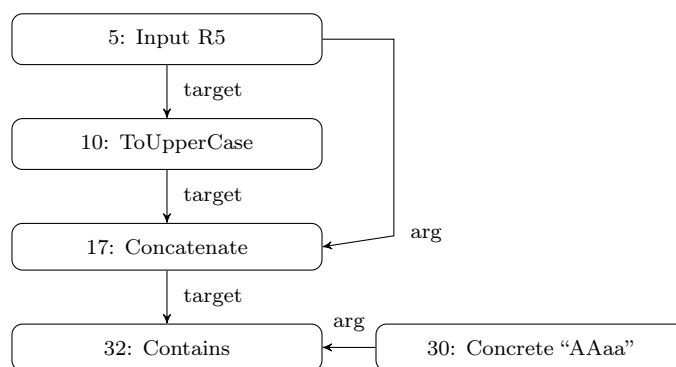 5: Input R5
target
10: ToUpperCase
target
arg
17: Concatenate
target
arg
32: Contains
30: Concrete “AAaa”